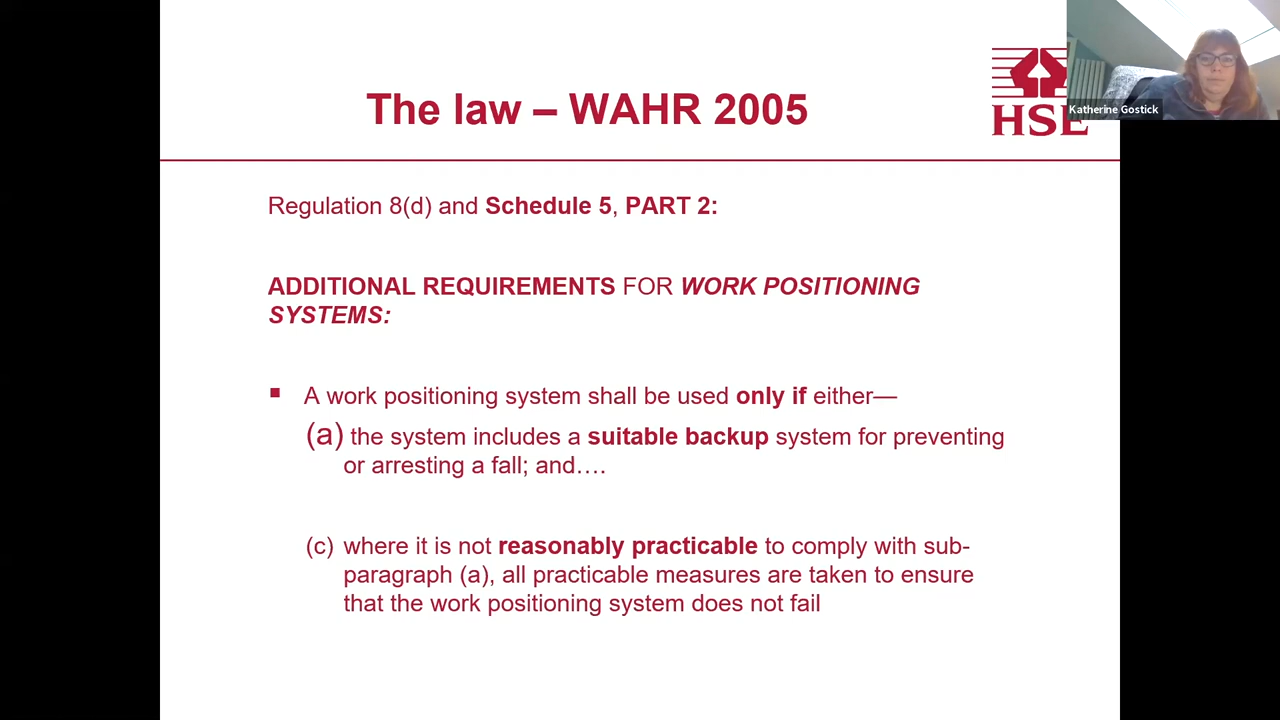 The law – WAHR 2005
HSE
Katherine Gostick
Regulation 8(d) and Schedule 5, PART 2:
ADDITIONAL REQUIREMENTS FOR WORK POSITIONING
SYSTEMS:
▪ A work positioning system shall be used only if either—
(a) the system includes a suitable backup system for preventing
or arresting a fall; and….
(c) where it is not reasonably practicable to comply with sub-
paragraph (a), all practicable measures are taken to ensure
that the work positioning system does not fail